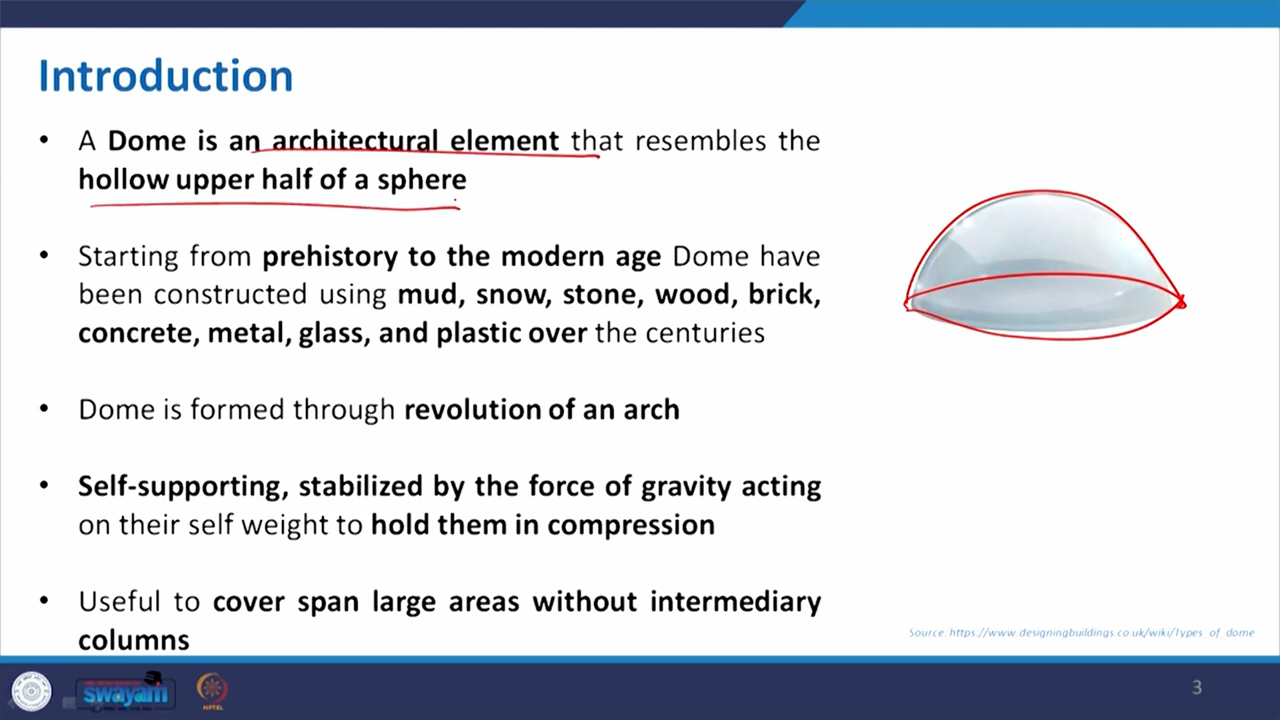 Introduction
• A Dome is an architectural element that resembles the
hollow upper half of a sphere
• Starting from prehistory to the modern age Dome have
been constructed using mud, snow, stone, wood, brick,
concrete, metal, glass, and plastic over the centuries
• Dome is formed through revolution of an arch
• Self-supporting, stabilized by the force of gravity acting
on their self weight to hold them in compression
• Useful to cover span large areas without intermediary
columns
Source: https://www.designingbuildings.co.uk/wiki/Types_of_dome
swayam
NPTEL
3